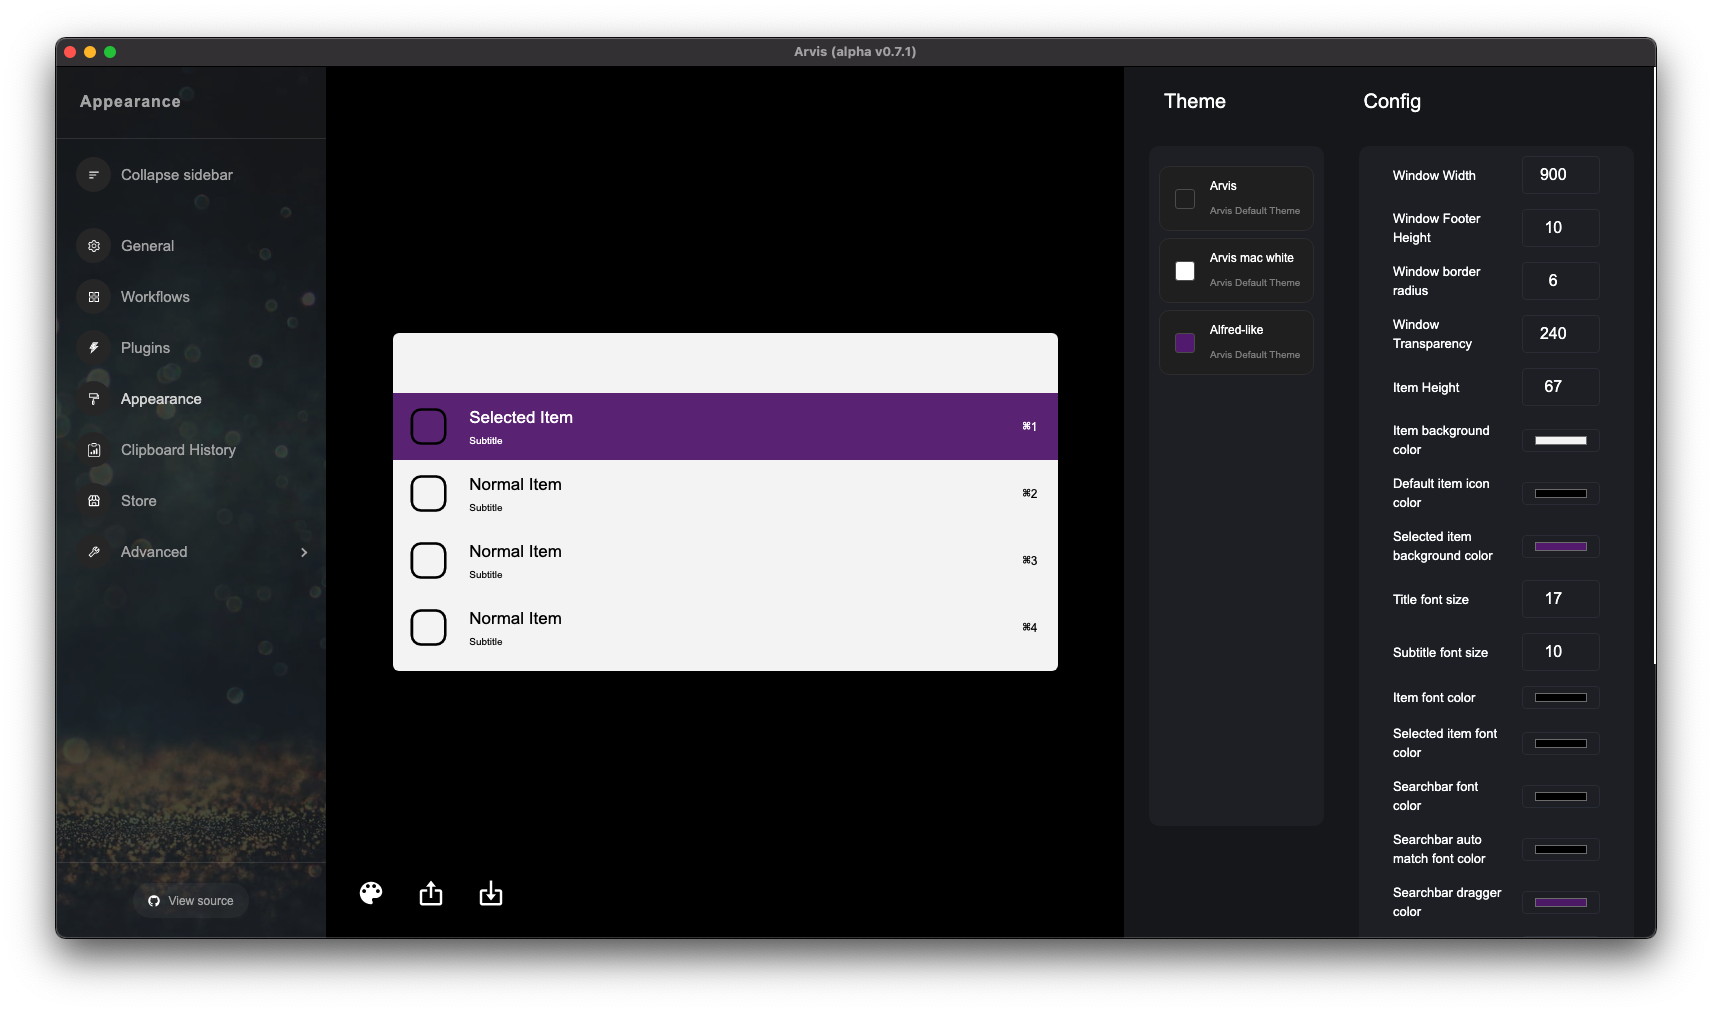 Arvis (alpha v0.7.1)
Appearance
Collapse sidebar
General
Workflows
Plugins
Appearance
Clipboard History
Store
Advanced
View source
Selected Item
Subtitle
⌘1
Normal Item
Subtitle
⌘2
Normal Item
Subtitle
⌘3
Normal Item
Subtitle
⌘4
Theme
Arvis
Arvis Default Theme
Arvis mac white
Arvis Default Theme
Alfred-like
Arvis Default Theme
Config
Window Width
900
Window Footer
Height
10
Window border
radius
6
Window
Transparency
240
Item Height
67
Item background
color
Default item icon
color
Selected item
background color
Title font size
17
Subtitle font size
10
Item font color
Selected item font
color
Searchbar font
color
Searchbar auto
match font color
Searchbar dragger
color